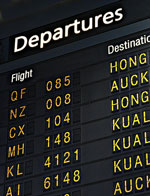 Departures
Flight Destination
QF 085 HONG
NZ 008 AUCK
CX 104 HONG
MH 148 KUAL
KL 4121 KUAL
AI 6148 KUAL